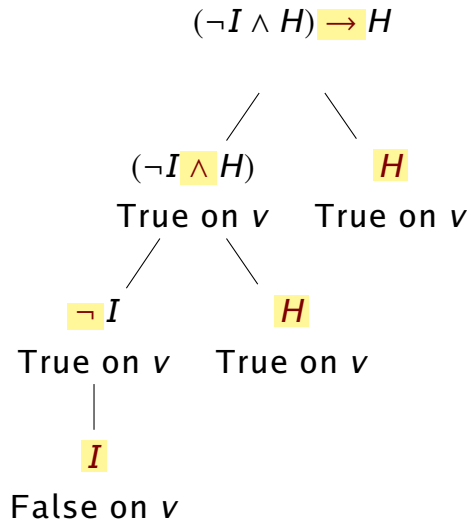 (¬I ∧ H) → H
(¬I ∧ H) H
True on v True on v
¬ I H
True on v True on v
I
False on v